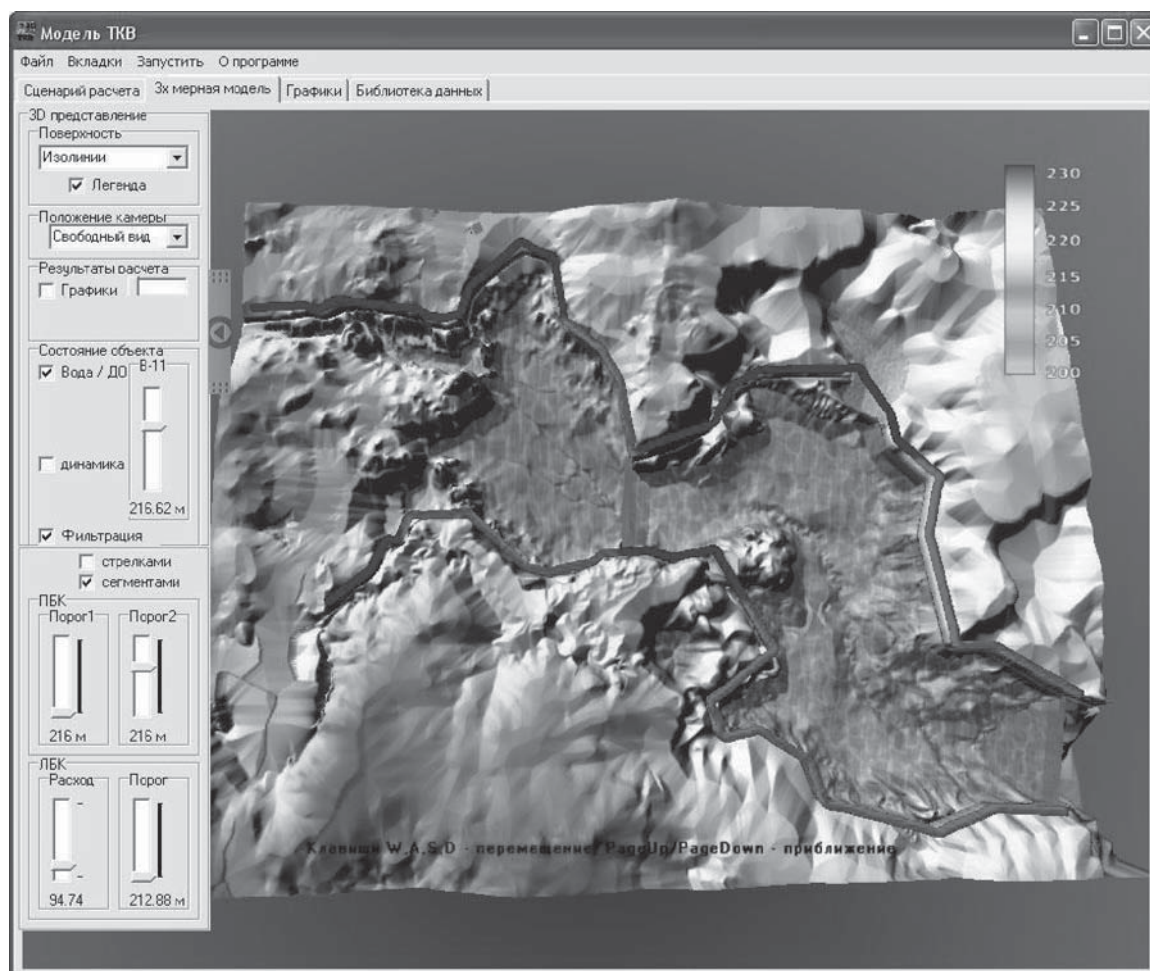 Модель ТКВ
Файл Вкладки Запустить О программе
Сценарий расчета 3х мерная модель Графики Библиотека данных
3D представление
Поверхность
Изолинии
Легенда
Положение камеры
Свободный вид
Результаты расчета
Графики
Состояние объекта
Вода / ДО В-11
динамика
216.62 м
Фильтрация
стрелками
сегментами
ПБК
Порог1 Порог2
216 м 216 м
ЛБК
Расход Порог
94.74 212.88 м
230
225
220
215
210
205
200
Клавиши W,A,S,D - перемещение, PageUp/PageDown - приближение